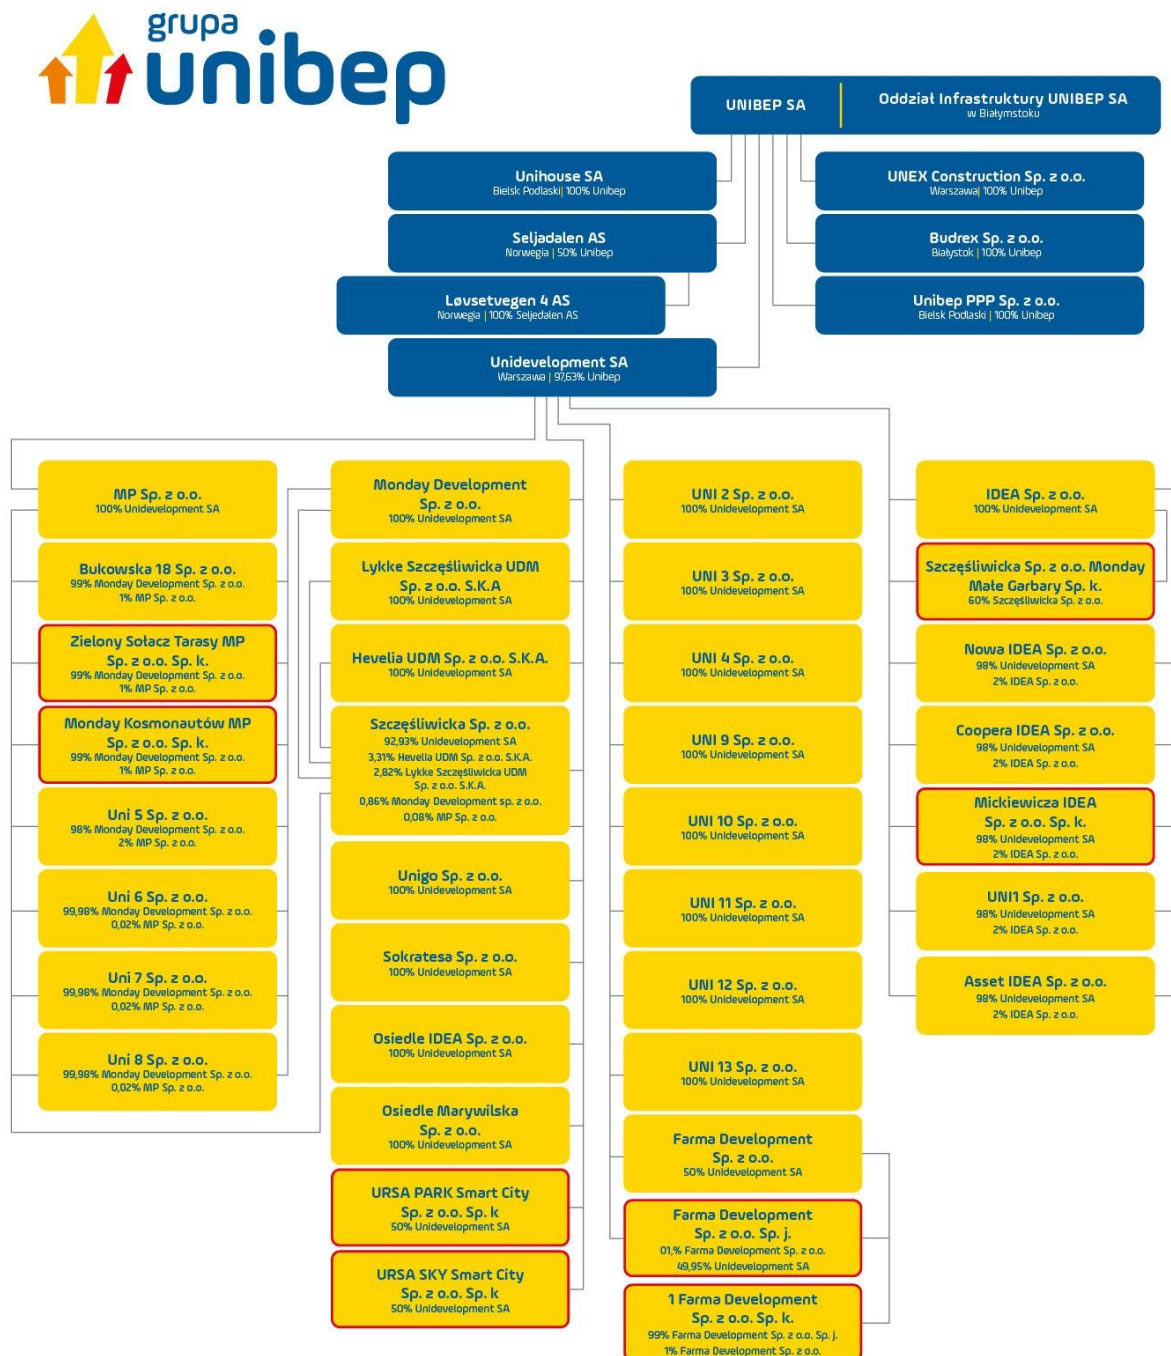 grupa
unibep
UNIBEP SA
Oddział Infrastruktury UNIBEP SA
w Białymstoku
Unihouse SA
Bielsk Podlaski| 100% Unibep
UNEX Construction Sp. z o.o.
Warszawa| 100% Unibep
Seljadalen AS
Norwegia | 50% Unibep
Budrex Sp. z o.o.
Białystok | 100% Unibep
Løvsetvegen 4 AS
Norwegia | 100% Seljedalen AS
Unibep PPP Sp. z o.o.
Bielsk Podlaski | 100% Unibep
Unidevelopment SA
Warszawa | 97,63% Unibep
MP Sp. z o.o.
100% Unidevelopment SA
Bukowska 18 Sp. z o.o.
99% Monday Development Sp. z o.o.
1% MP Sp. z o.o.
Zielony Sołacz Tarasy MP
Sp. z o.o. Sp. k.
99% Monday Development Sp. z o.o.
1% MP Sp. z o.o.
Monday Kosmonautów MP
Sp. z o.o. Sp. k.
99% Monday Development Sp. z o.o.
1% MP Sp. z o.o.
Uni 5 Sp. z o.o.
98% Monday Development Sp. z o.o.
2% MP Sp. z o.o.
Uni 6 Sp. z o.o.
99,98% Monday Development Sp. z o.o.
0,02% MP Sp. z o.o.
Uni 7 Sp. z o.o.
99,98% Monday Development Sp. z o.o.
0,02% MP Sp. z o.o.
Uni 8 Sp. z o.o.
99,98% Monday Development Sp. z o.o.
0,02% MP Sp. z o.o.
Monday Development
Sp. z o.o.
100% Unidevelopment SA
Lykke Szczęśliwicka UDM
Sp. z o.o. S.K.A
100% Unidevelopment SA
Hevelia UDM Sp. z o.o. S.K.A.
100% Unidevelopment SA
Szczęśliwicka Sp. z o.o.
92,93% Unidevelopment SA
3,31% Hevelia UDM Sp. z o.o. S.K.A.
2,82% Lykke Szczęśliwicka UDM
Sp. z o.o. S.K.A.
0,86% Monday Development sp. z o.o.
0,08% MP Sp. z o.o.
Unigo Sp. z o.o.
100% Unidevelopment SA
Sokratesa Sp. z o.o.
100% Unidevelopment SA
Osiedle IDEA Sp. z o.o.
100% Unidevelopment SA
Osiedle Marywilska
Sp. z o.o.
100% Unidevelopment SA
URSA PARK Smart City
Sp. z o.o. Sp. k
50% Unidevelopment SA
URSA SKY Smart City
Sp. z o.o. Sp. k
50% Unidevelopment SA
UNI 2 Sp. z o.o.
100% Unidevelopment SA
UNI 3 Sp. z o.o.
100% Unidevelopment SA
UNI 4 Sp. z o.o.
100% Unidevelopment SA
UNI 9 Sp. z o.o.
100% Unidevelopment SA
UNI 10 Sp. z o.o.
100% Unidevelopment SA
UNI 11 Sp. z o.o.
100% Unidevelopment SA
UNI 12 Sp. z o.o.
100% Unidevelopment SA
UNI 13 Sp. z o.o.
100% Unidevelopment SA
Farma Development
Sp. z o.o.
50% Unidevelopment SA
Farma Development
Sp. z o.o. Sp. j.
01,% Farma Development Sp. z o.o.
49,95% Unidevelopment SA
1 Farma Development
Sp. z o.o. Sp. k.
99% Farma Development Sp. z o.o. Sp. j.
1% Farma Development Sp. z o.o.
IDEA Sp. z o.o.
100% Unidevelopment SA
Szczęśliwicka Sp. z o.o. Monday
Małe Garbary Sp. k.
60% Szczęśliwicka Sp. z o.o.
Nowa IDEA Sp. z o.o.
98% Unidevelopment SA
2% IDEA Sp. z o.o.
Coopera IDEA Sp. z o.o.
98% Unidevelopment SA
2% IDEA Sp. z o.o.
Mickiewicza IDEA
Sp. z o.o. Sp. k.
98% Unidevelopment SA
2% IDEA Sp. z o.o.
UNI1 Sp. z o.o.
98% Unidevelopment SA
2% IDEA Sp. z o.o.
Asset IDEA Sp. z o.o.
98% Unidevelopment SA
2% IDEA Sp. z o.o.